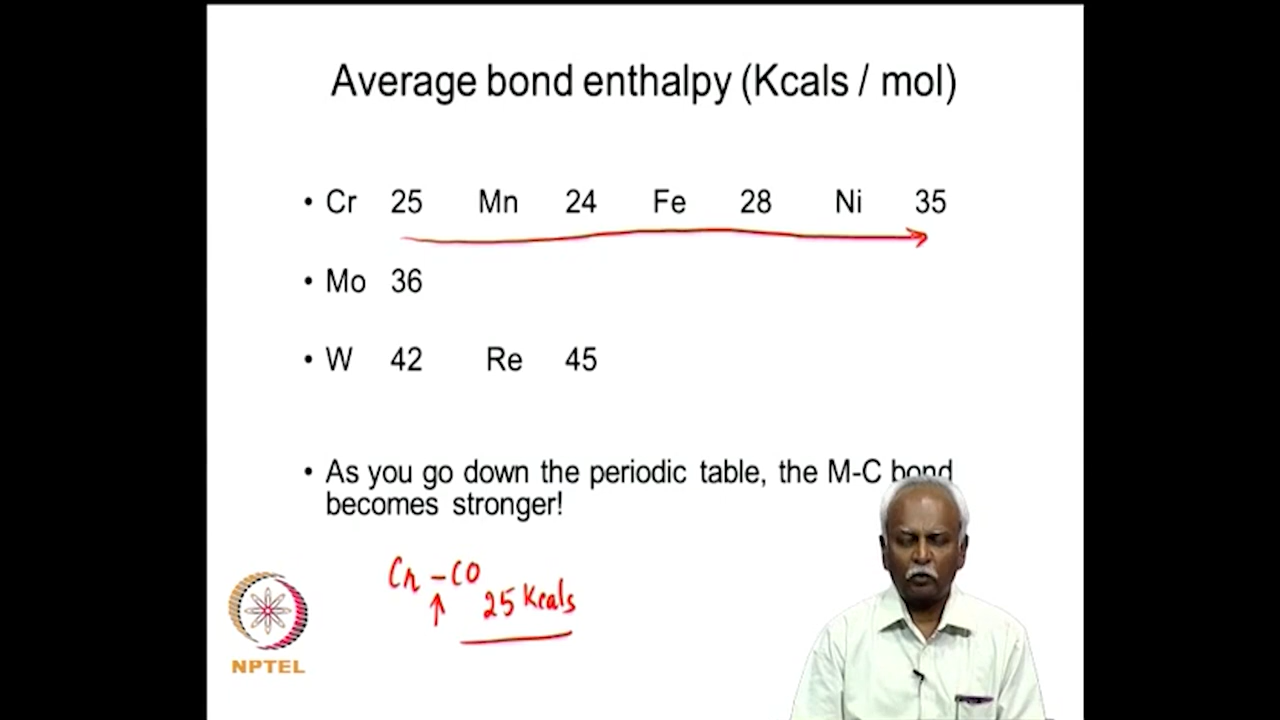 Average bond enthalpy (Kcals / mol)
• Cr 25 Mn 24 Fe 28 Ni 35
• Mo 36
• W 42 Re 45
• As you go down the periodic table, the M-C bond
becomes stronger!
Cr – CO 25 Kcals
NPTEL